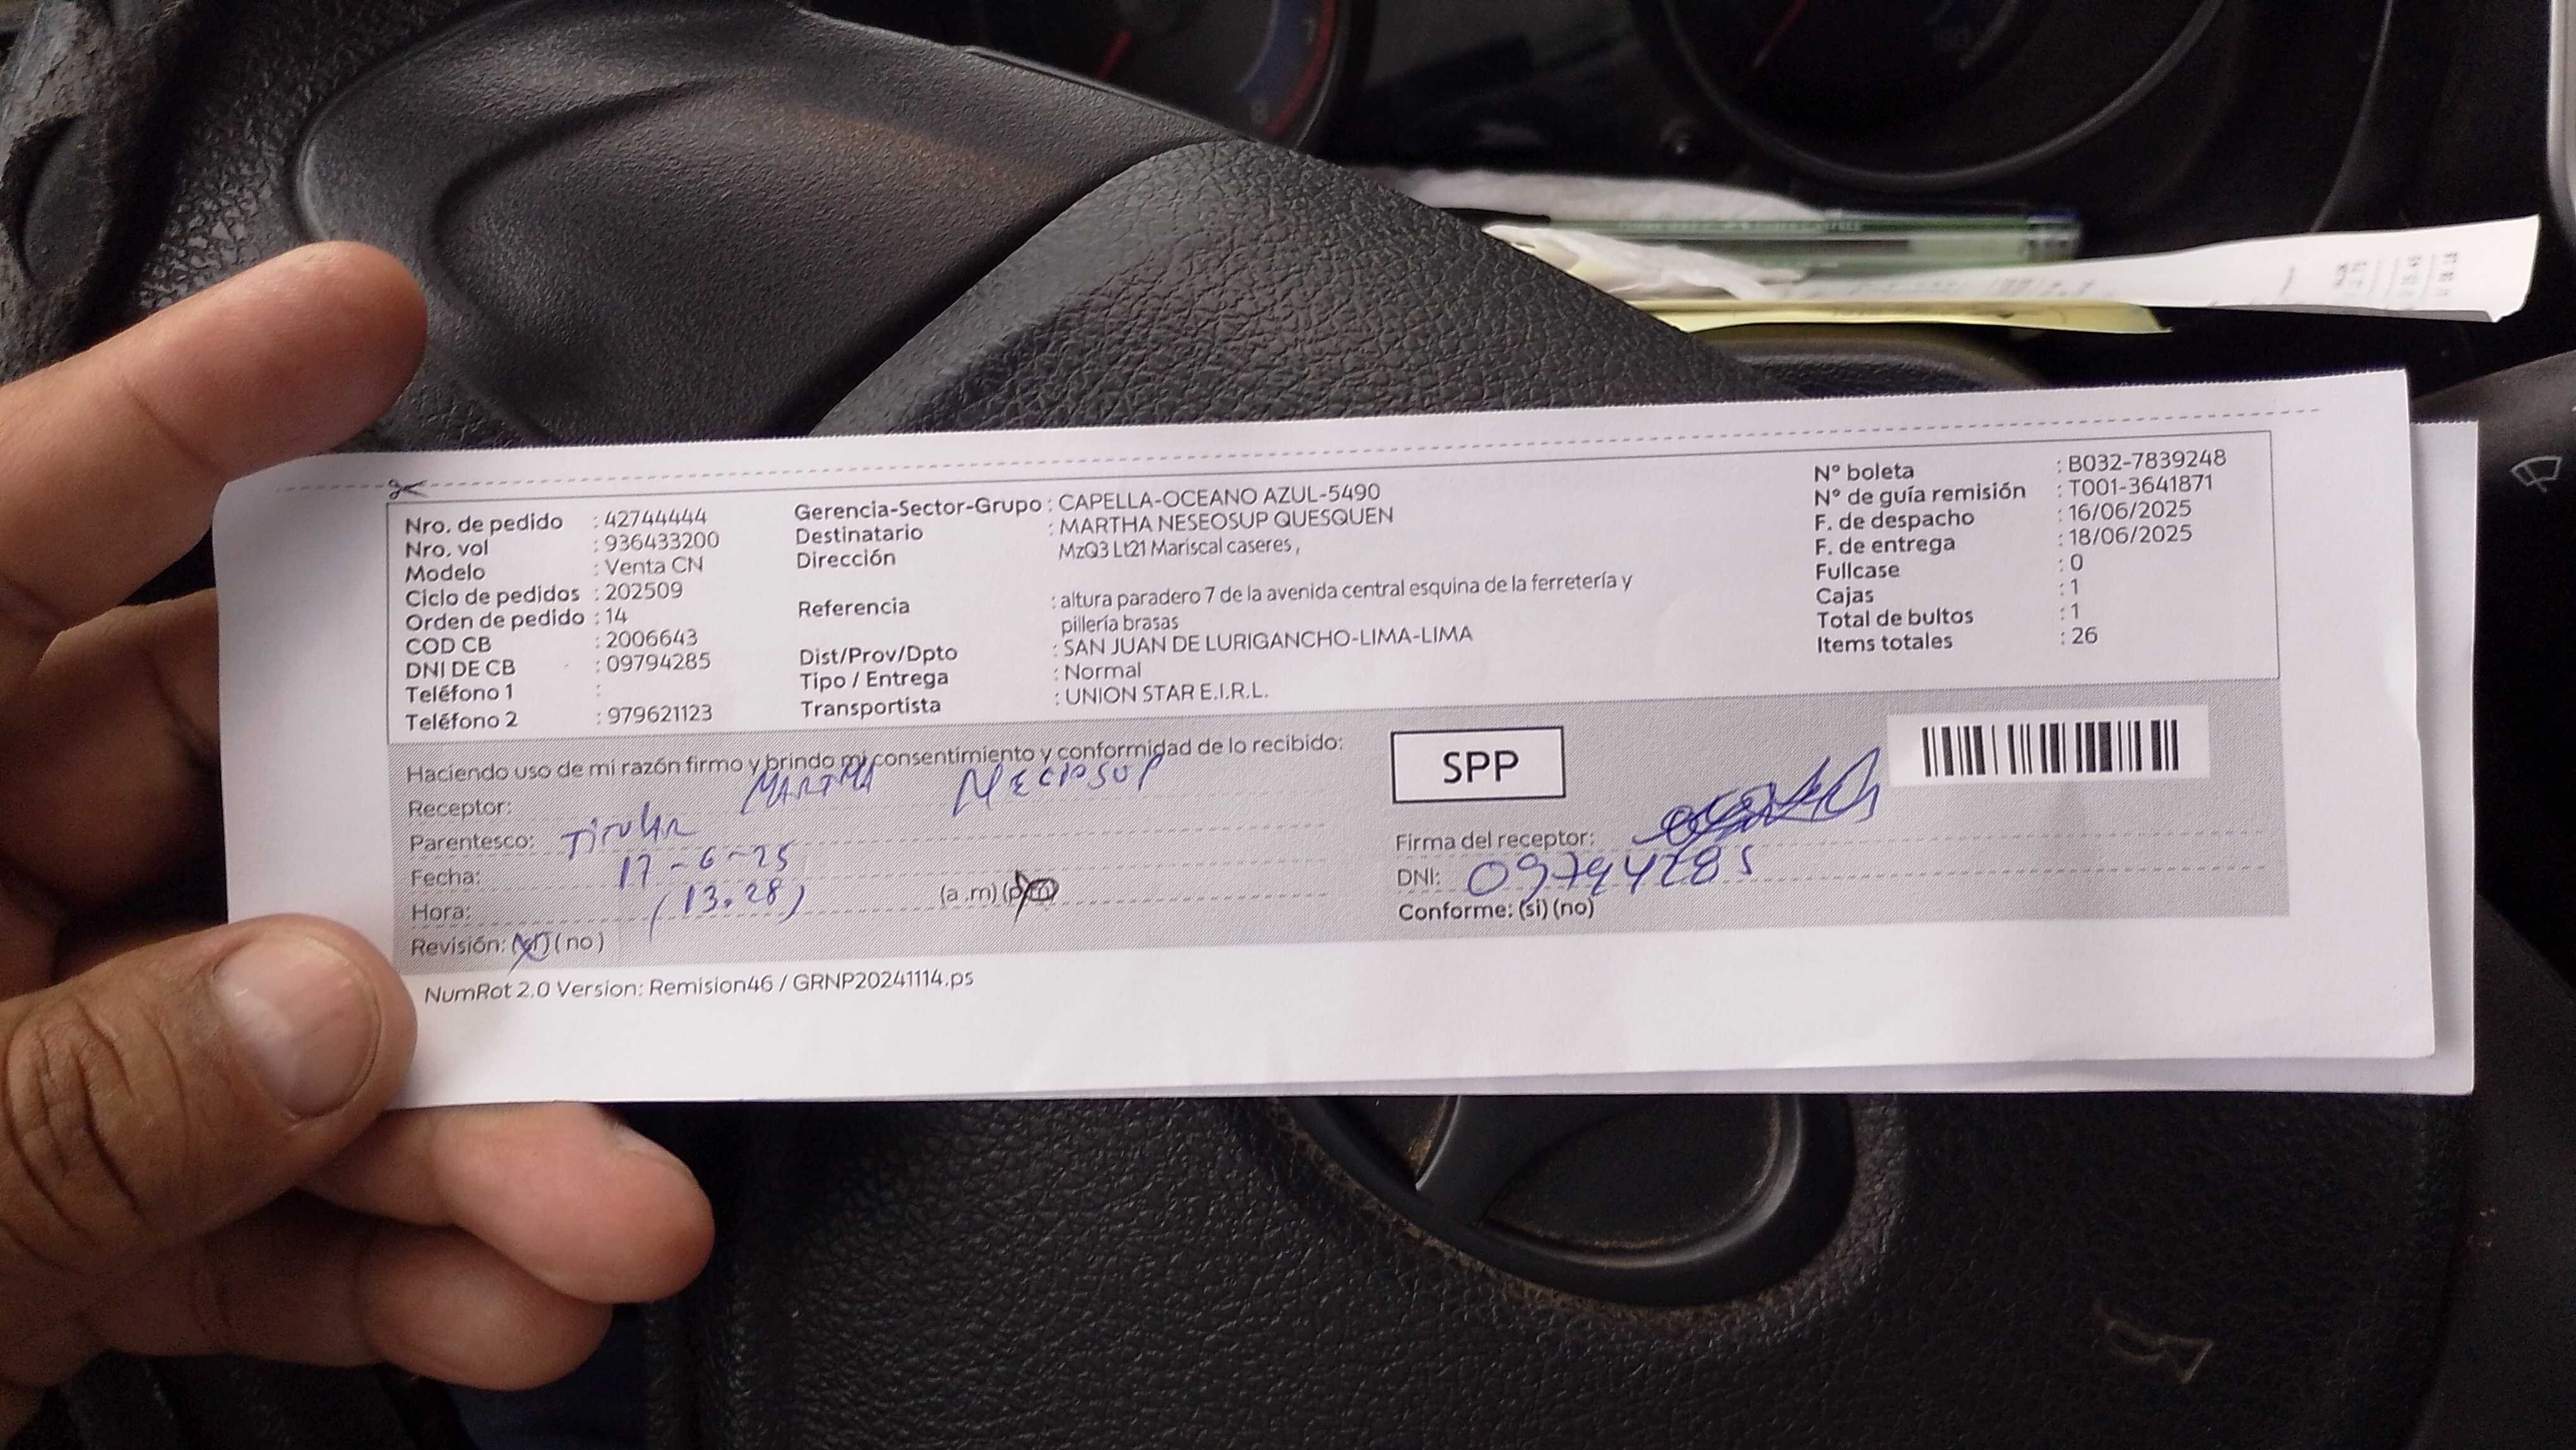 Nro. de pedido : 42744444
Nro. vol : 936433200
Modelo : Venta CN
Ciclo de pedidos : 202509
Orden de pedido : 14
COD CB : 2006643
DNI DE CB : 09794285
Teléfono 1 :
Teléfono 2 : 979621123
Gerencia-Sector-Grupo : CAPELLA-OCEANO AZUL-5490
Destinatario : MARTHA NESEOSUP QUESQUEN
Dirección MzQ3 Lt21 Mariscal caseres ,
Referencia : altura paradero 7 de la avenida central esquina de la ferretería y
pillería brasas
Dist/Prov/Dpto : SAN JUAN DE LURIGANCHO-LIMA-LIMA
Tipo / Entrega : Normal
Transportista : UNION STAR E.I.R.L.
N° boleta : B032-7839248
N° de guía remisión : T001-3641871
F. de despacho : 16/06/2025
F. de entrega : 18/06/2025
Fullcase : 0
Cajas : 1
Total de bultos : 1
Items totales : 26
Haciendo uso de mi razón firmo y brindo mi consentimiento y conformidad de lo recibido:
Receptor: MARTHA NECIOSUP
Parentesco: Titular
Fecha: 17-6-25
Hora: (13.28) (a .m) (p.m)
Revisión: (si) (no)
SPP
Firma del receptor:
DNI: 09794285
Conforme: (si) (no)
NumRot 2.0 Version: Remision46 / GRNP20241114.ps